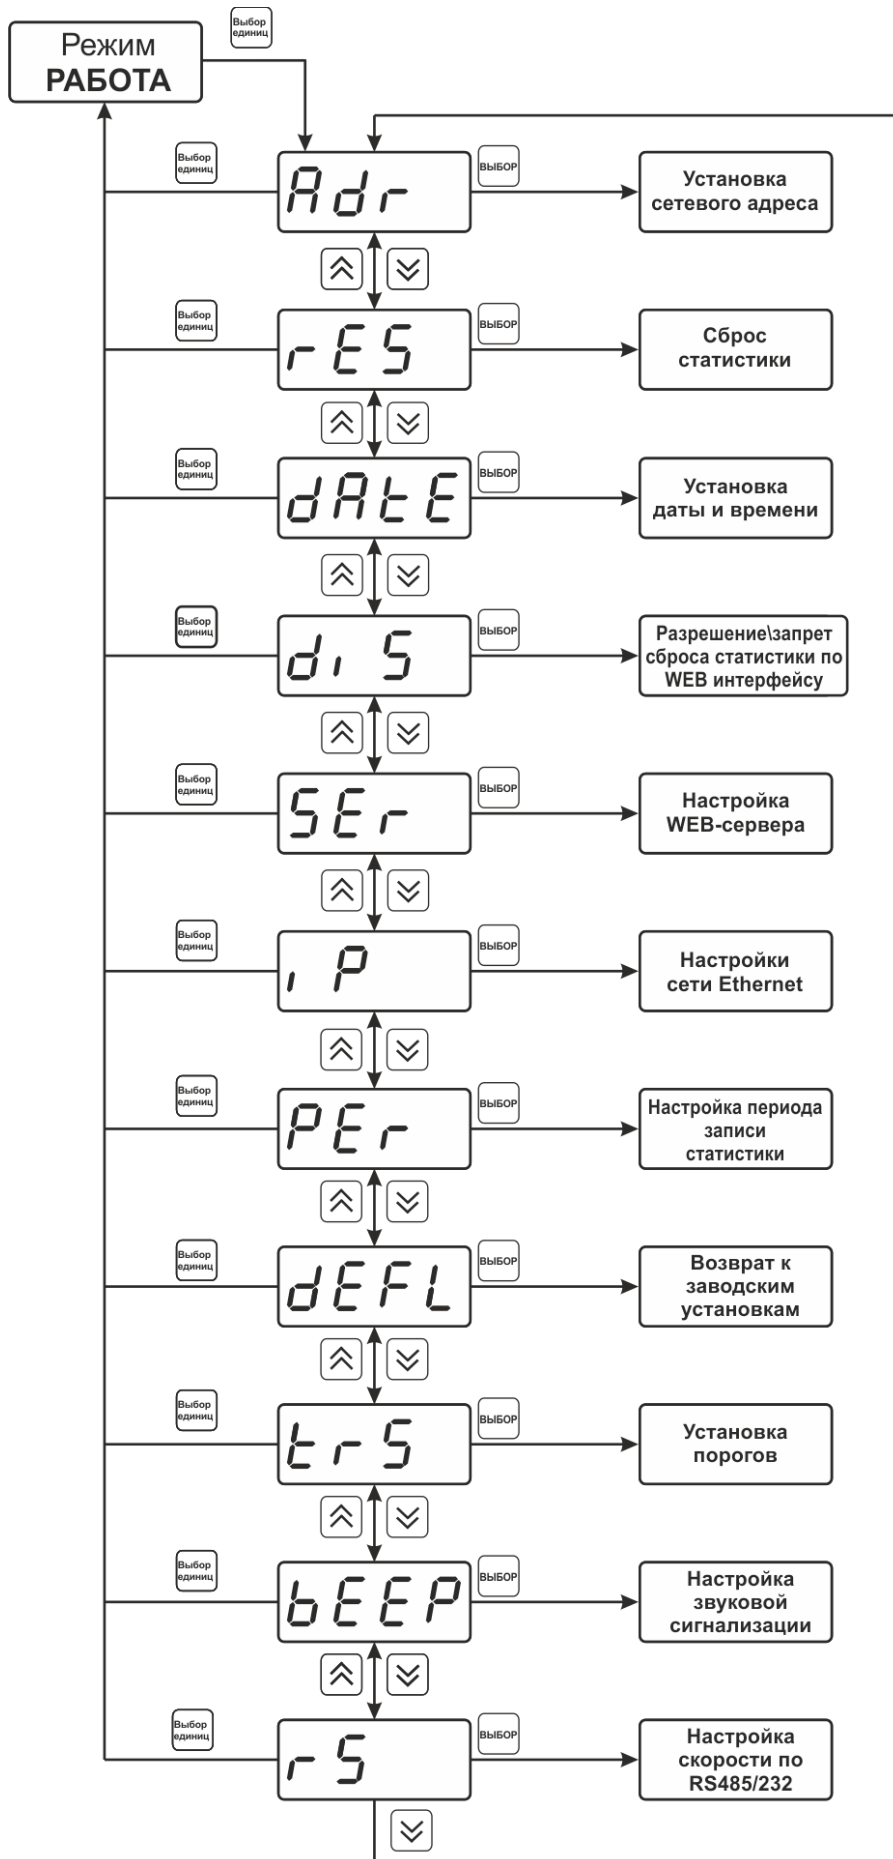 Выбор
единиц
Режим
РАБОТА
Выбор
единиц
Adr
ВЫБОР
Установка
сетевого адреса
Выбор
единиц
rES
ВЫБОР
Сброс
статистики
Выбор
единиц
dAtE
ВЫБОР
Установка
даты и времени
Выбор
единиц
di S
ВЫБОР
Разрешение\запрет
сброса статистики по
WEB интерфейсу
Выбор
единиц
SEr
ВЫБОР
Настройка
WEB-сервера
Выбор
единиц
i P
ВЫБОР
Настройки
сети Ethernet
Выбор
единиц
PEr
ВЫБОР
Настройка периода
записи
статистики
Выбор
единиц
dEFL
ВЫБОР
Возврат к
заводским
установкам
Выбор
единиц
trS
ВЫБОР
Установка
порогов
Выбор
единиц
bEEP
ВЫБОР
Настройка
звуковой
сигнализации
Выбор
единиц
rS
ВЫБОР
Настройка
скорости по
RS485/232